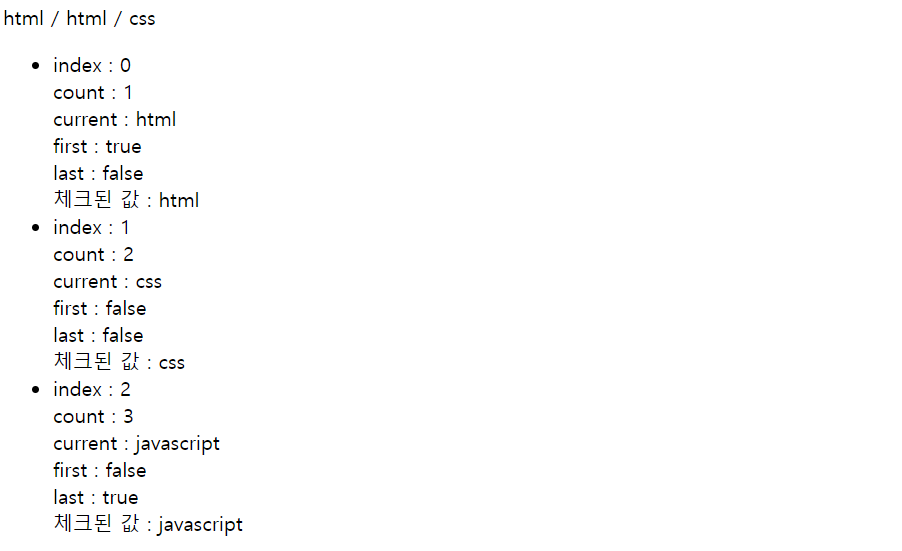 html / html / css
index : 0
count : 1
current : html
first : true
last : false
체크된 값 : html
index : 1
count : 2
current : css
first : false
last : false
체크된 값 : css
index : 2
count : 3
current : javascript
first : false
last : true
체크된 값 : javascript